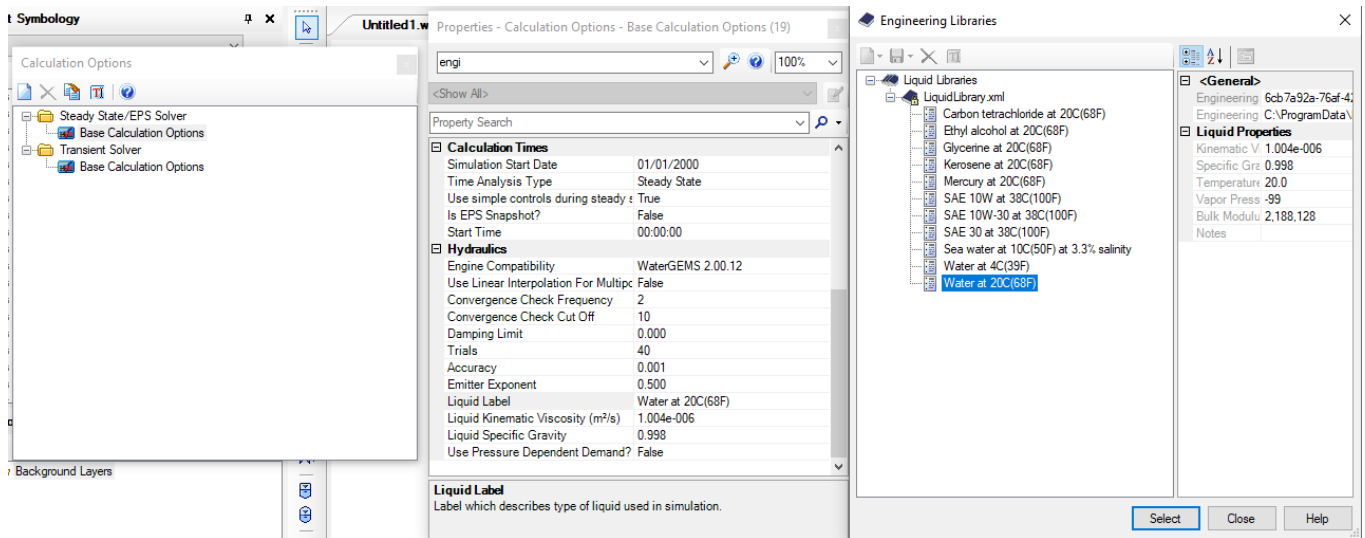 t Symbology
Calculation Options
Steady State/EPS Solver
Base Calculation Options
Transient Solver
Base Calculation Options
Background Layers
Untitled1.w
Properties - Calculation Options - Base Calculation Options (19)
engi
100%
<Show All>
Property Search
Calculation Times
Simulation Start Date 01/01/2000
Time Analysis Type Steady State
Use simple controls during steady s True
Is EPS Snapshot? False
Start Time 00:00:00
Hydraulics
Engine Compatibility WaterGEMS 2.00.12
Use Linear Interpolation For Multipc False
Convergence Check Frequency 2
Convergence Check Cut Off 10
Damping Limit 0.000
Trials 40
Accuracy 0.001
Emitter Exponent 0.500
Liquid Label Water at 20C(68F)
Liquid Kinematic Viscosity (m²/s) 1.004e-006
Liquid Specific Gravity 0.998
Use Pressure Dependent Demand? False
Liquid Label
Label which describes type of liquid used in simulation.
Engineering Libraries
Liquid Libraries
LiquidLibrary.xml
Carbon tetrachloride at 20C(68F)
Ethyl alcohol at 20C(68F)
Glycerine at 20C(68F)
Kerosene at 20C(68F)
Mercury at 20C(68F)
SAE 10W at 38C(100F)
SAE 10W-30 at 38C(100F)
SAE 30 at 38C(100F)
Sea water at 10C(50F) at 3.3% salinity
Water at 4C(39F)
Water at 20C(68F)
<General>
Engineering 6cb7a92a-76af-42
Engineering C:\ProgramData\
Liquid Properties
Kinematic V 1.004e-006
Specific Gra 0.998
Temperature 20.0
Vapor Press -99
Bulk Modulu 2,188,128
Notes
Select Close Help